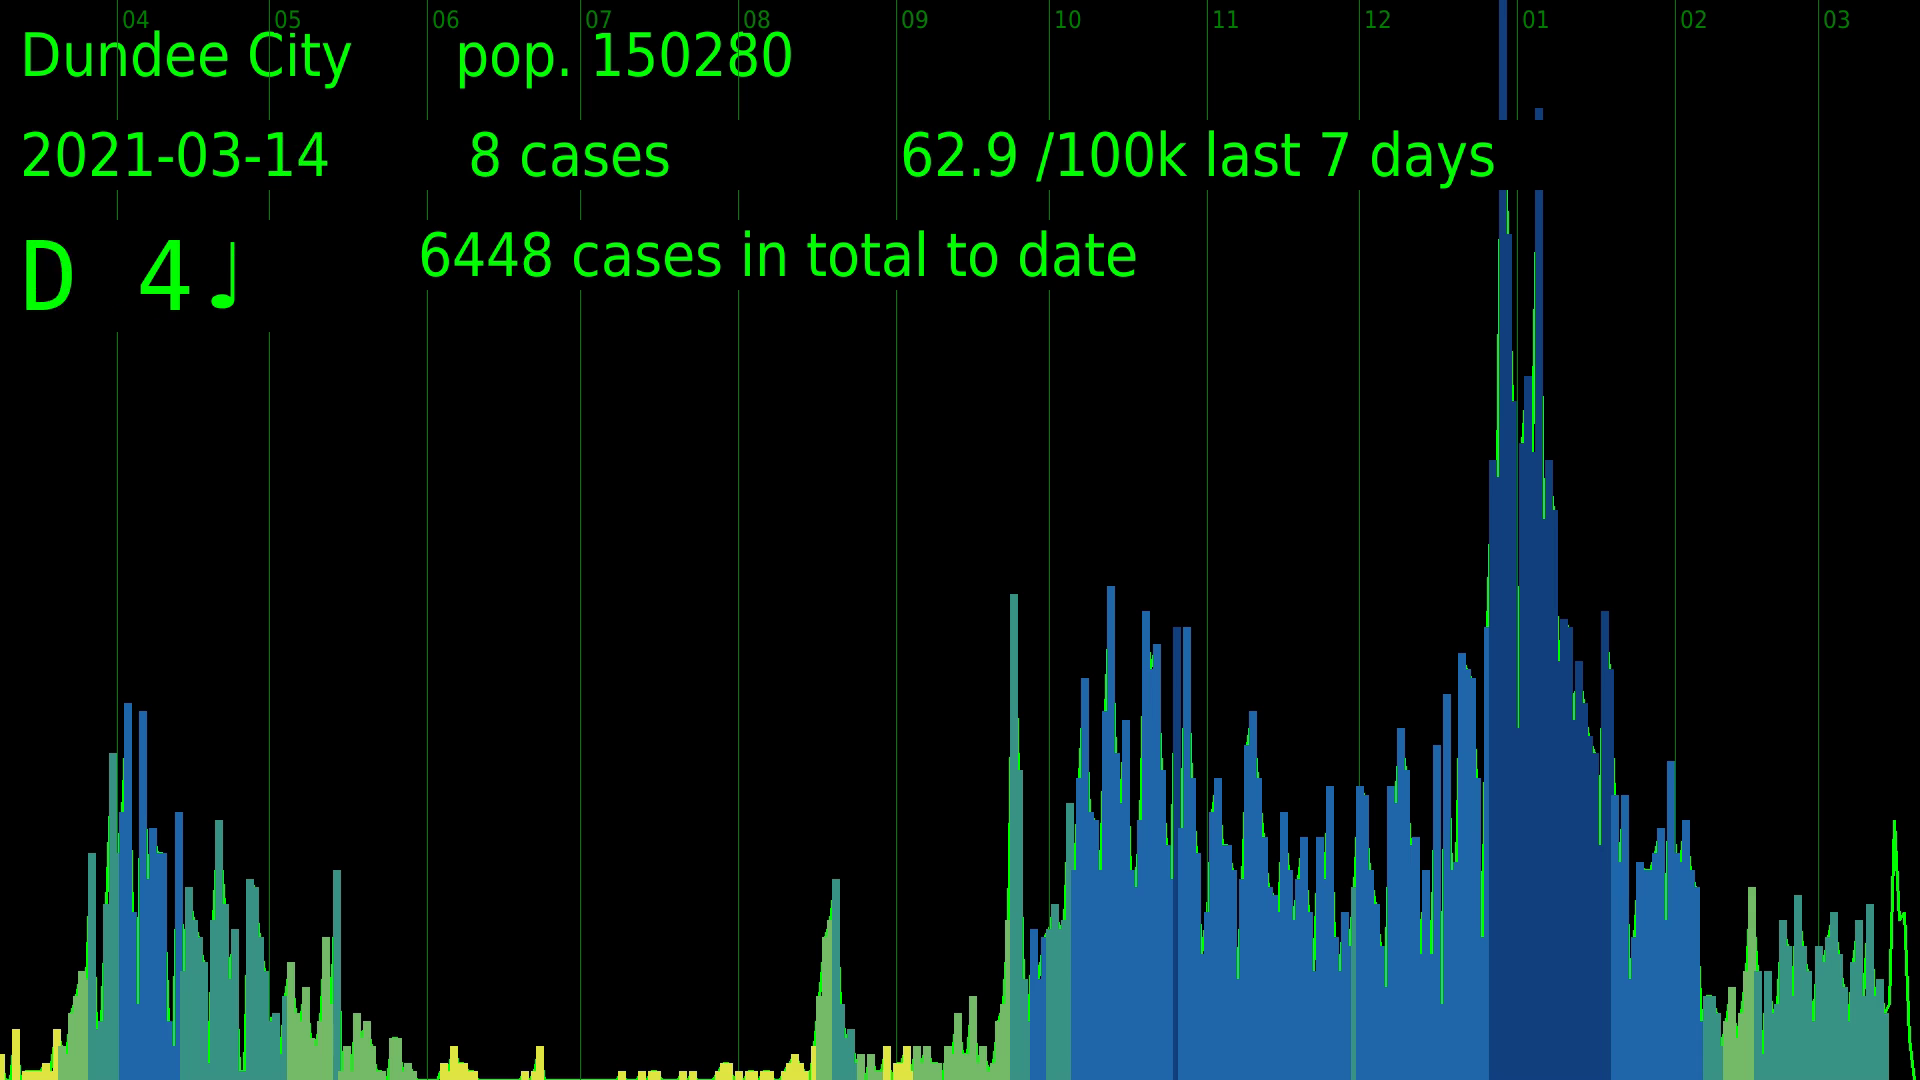 04 05 06 07 08 09 10 11 12 01 02 03
Dundee City pop. 150280
2021-03-14 8 cases 62.9 /100k last 7 days
D 4♩ 6448 cases in total to date